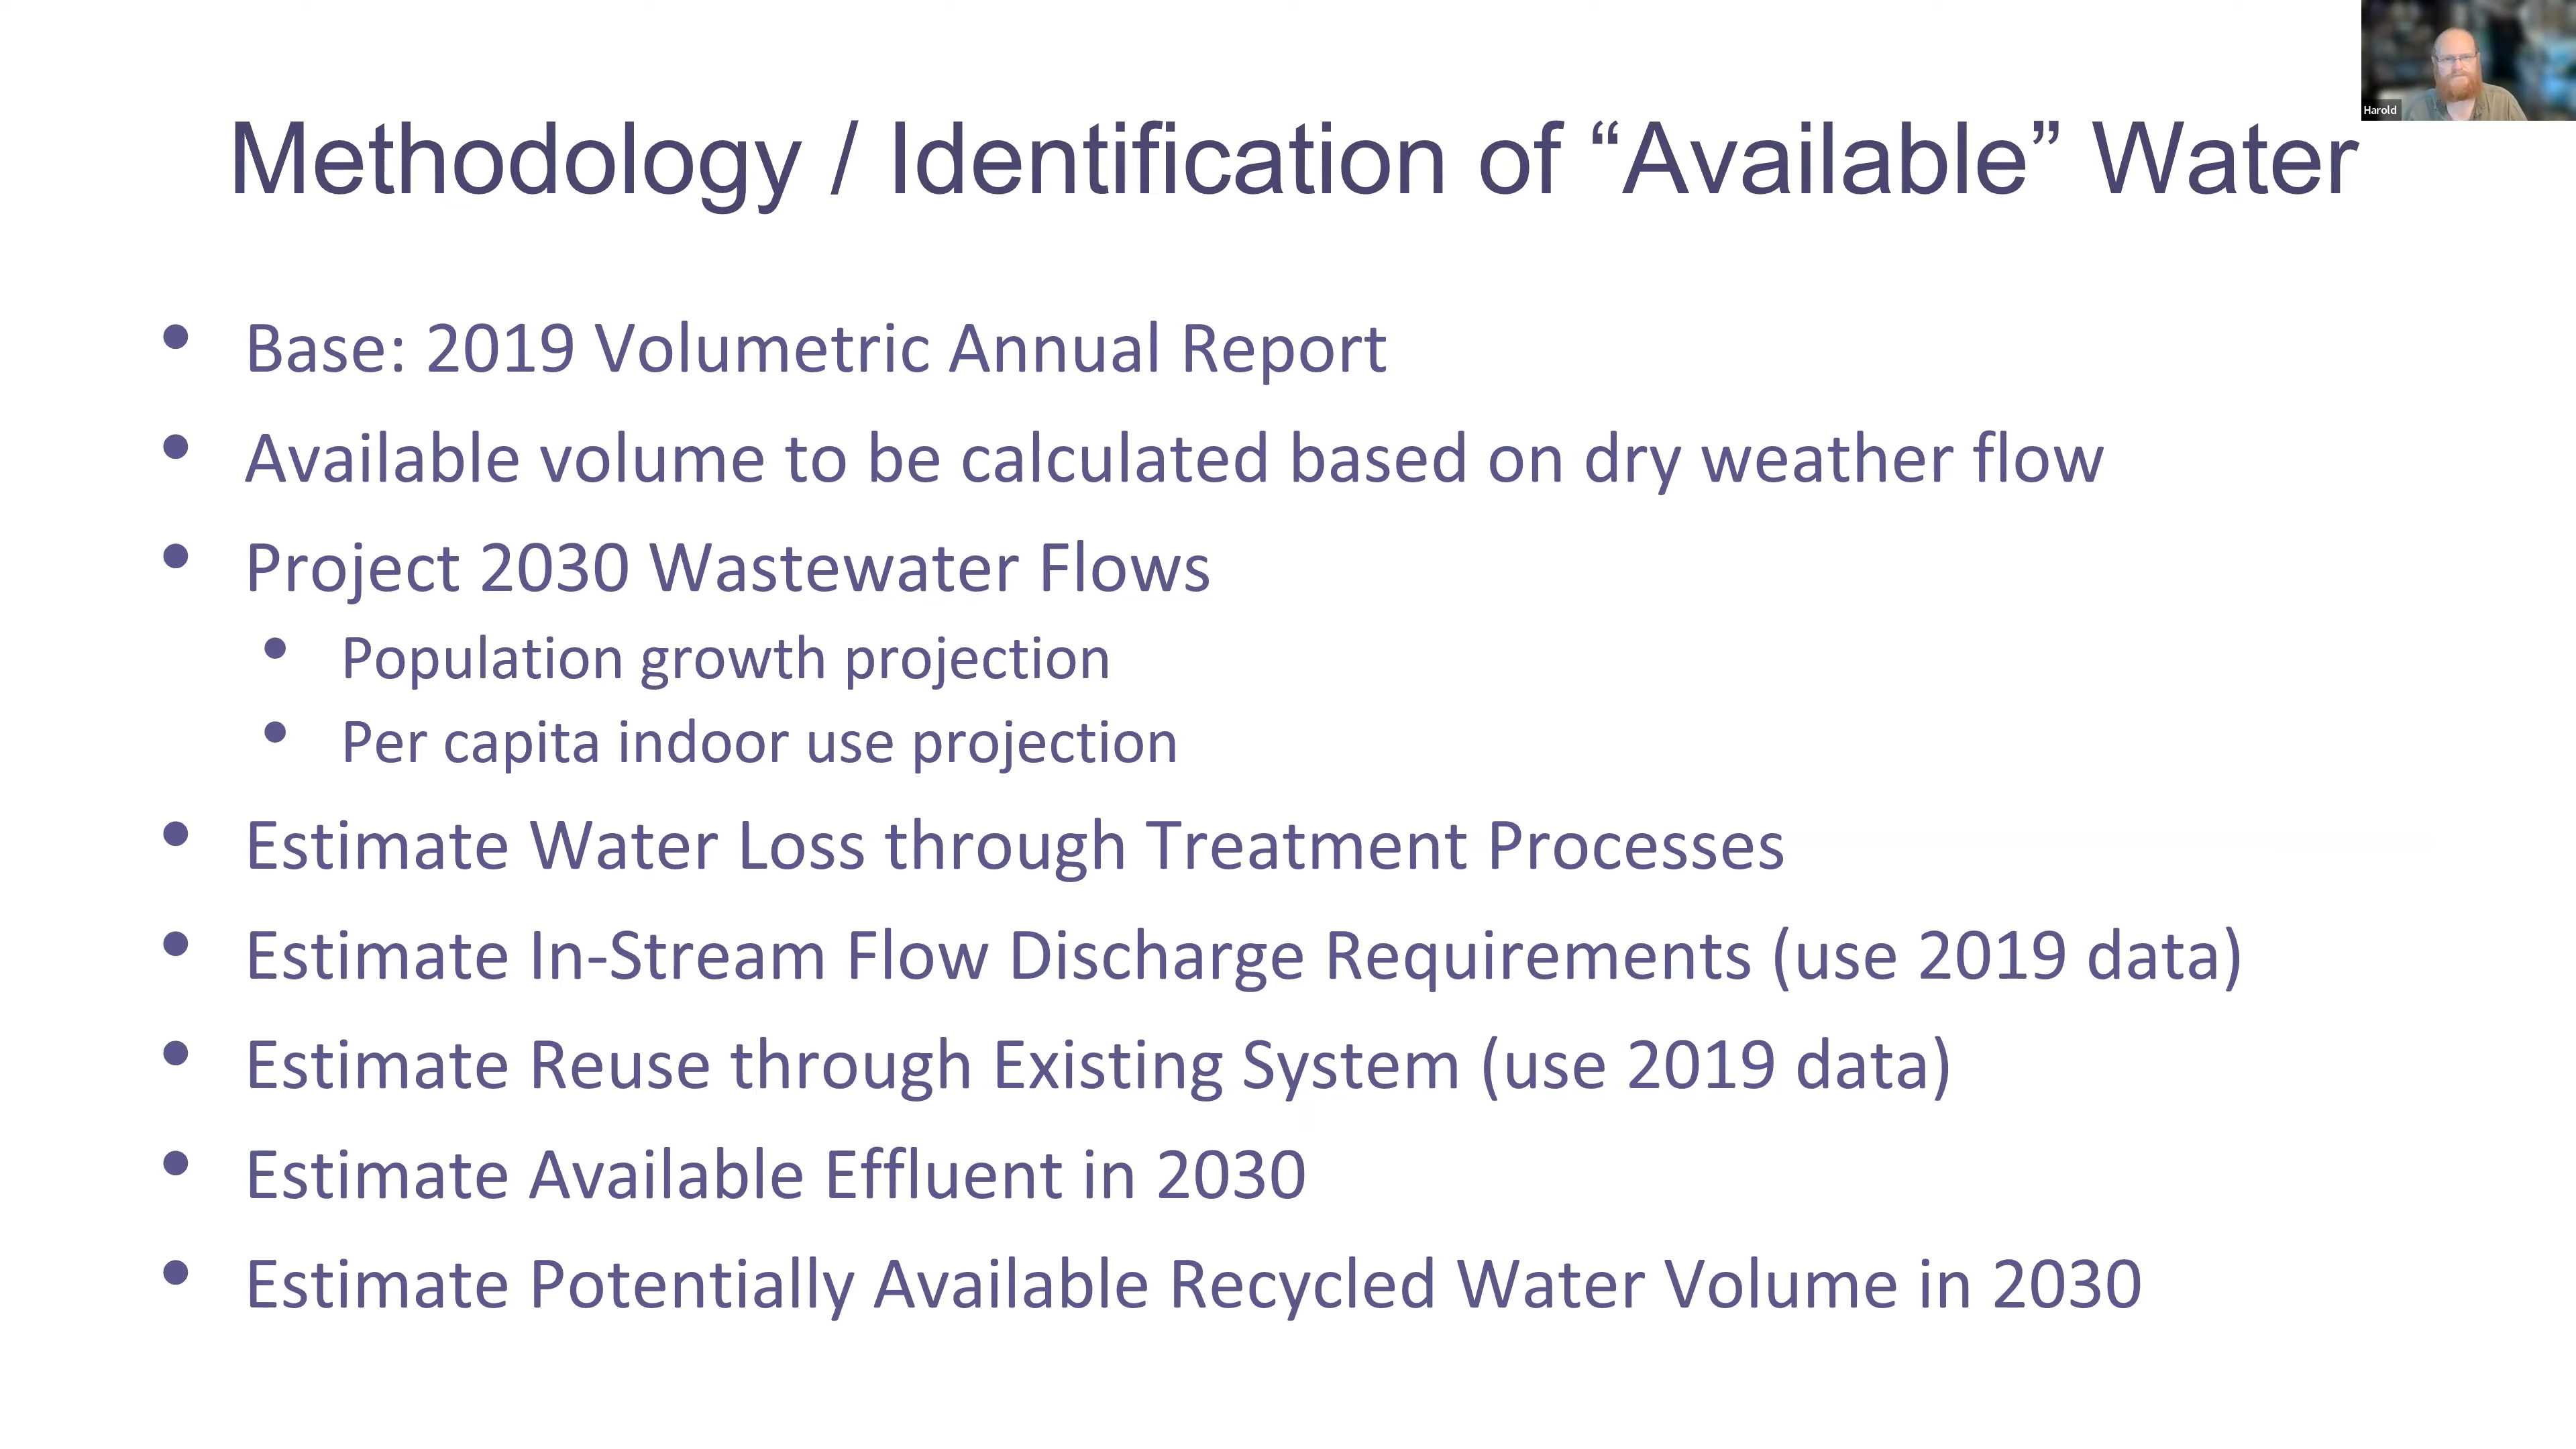 Harold
Methodology / Identification of “Available” Water
• Base: 2019 Volumetric Annual Report
• Available volume to be calculated based on dry weather flow
• Project 2030 Wastewater Flows
• Population growth projection
• Per capita indoor use projection
• Estimate Water Loss through Treatment Processes
• Estimate In-Stream Flow Discharge Requirements (use 2019 data)
• Estimate Reuse through Existing System (use 2019 data)
• Estimate Available Effluent in 2030
• Estimate Potentially Available Recycled Water Volume in 2030